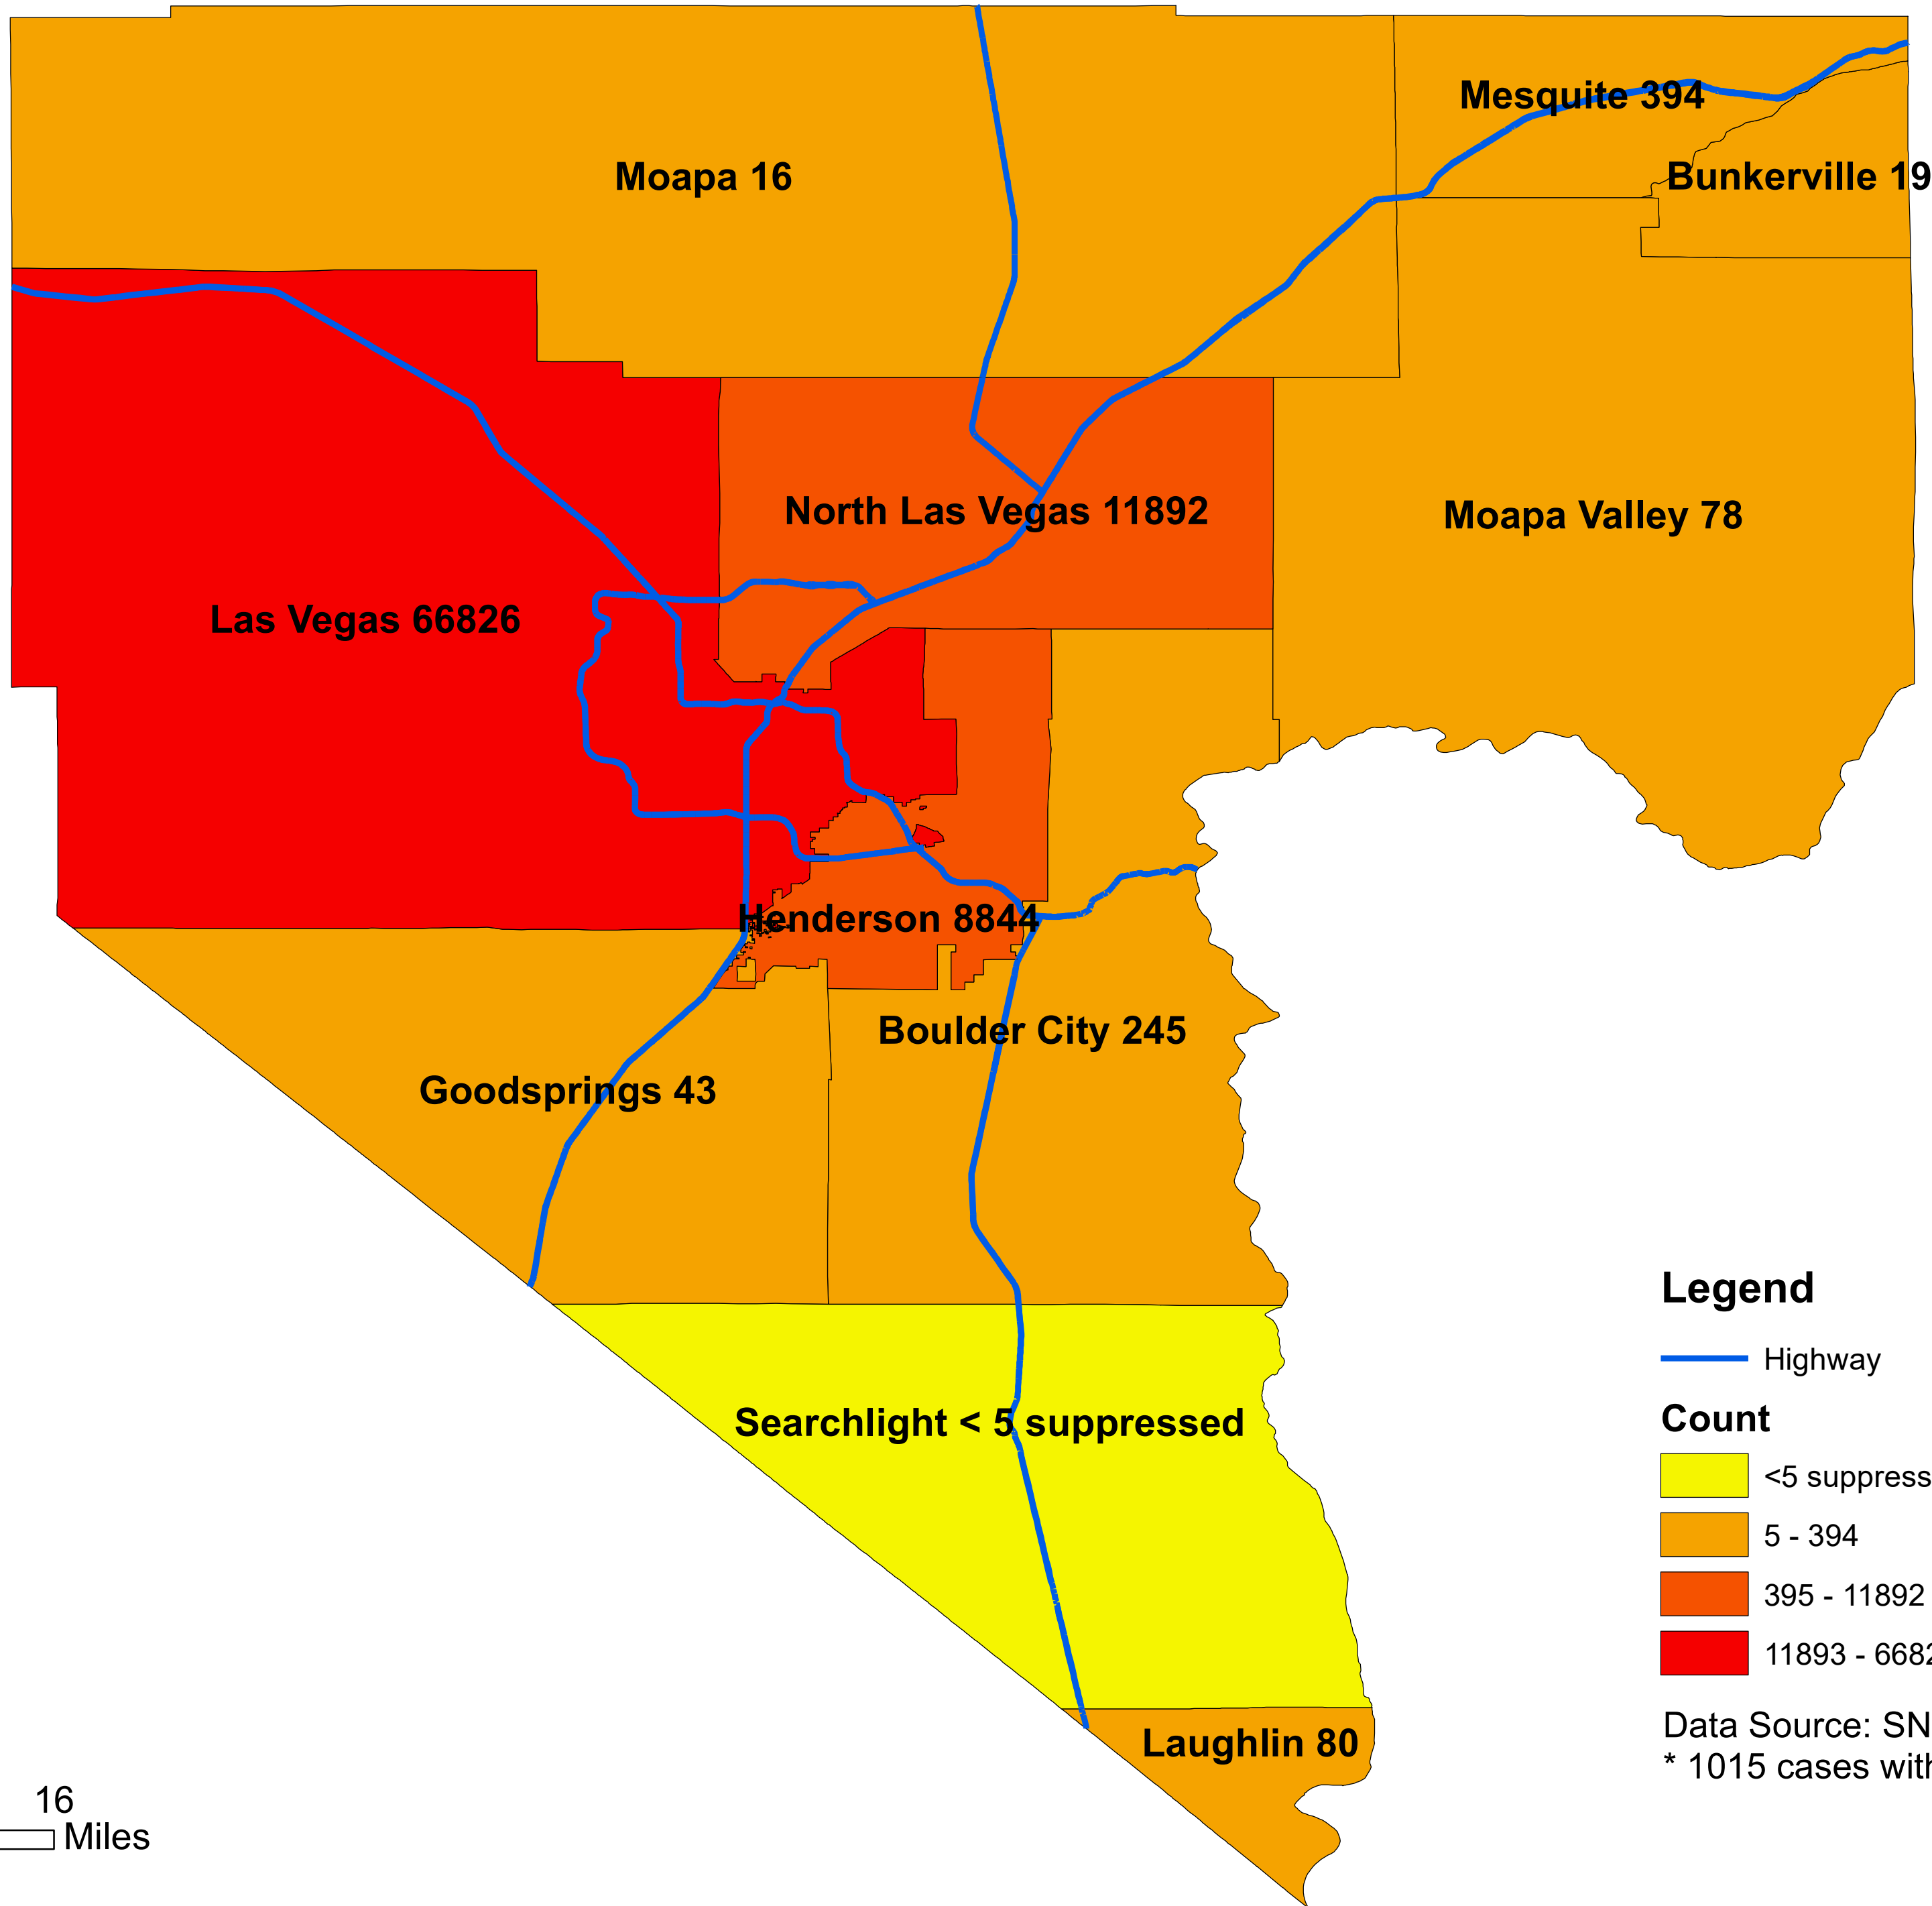 Mesquite 394
Moapa 16
Bunkerville 19
North Las Vegas 11892
Moapa Valley 78
Las Vegas 66826
Henderson 8844
Boulder City 245
Goodsprings 43
Legend
Highway
Searchlight < 5 suppressed
Count
<5 suppress
5 - 394
395 - 11892
11893 - 6682
Data Source: SN
Laughlin 80
* 1015 cases with
16
Miles